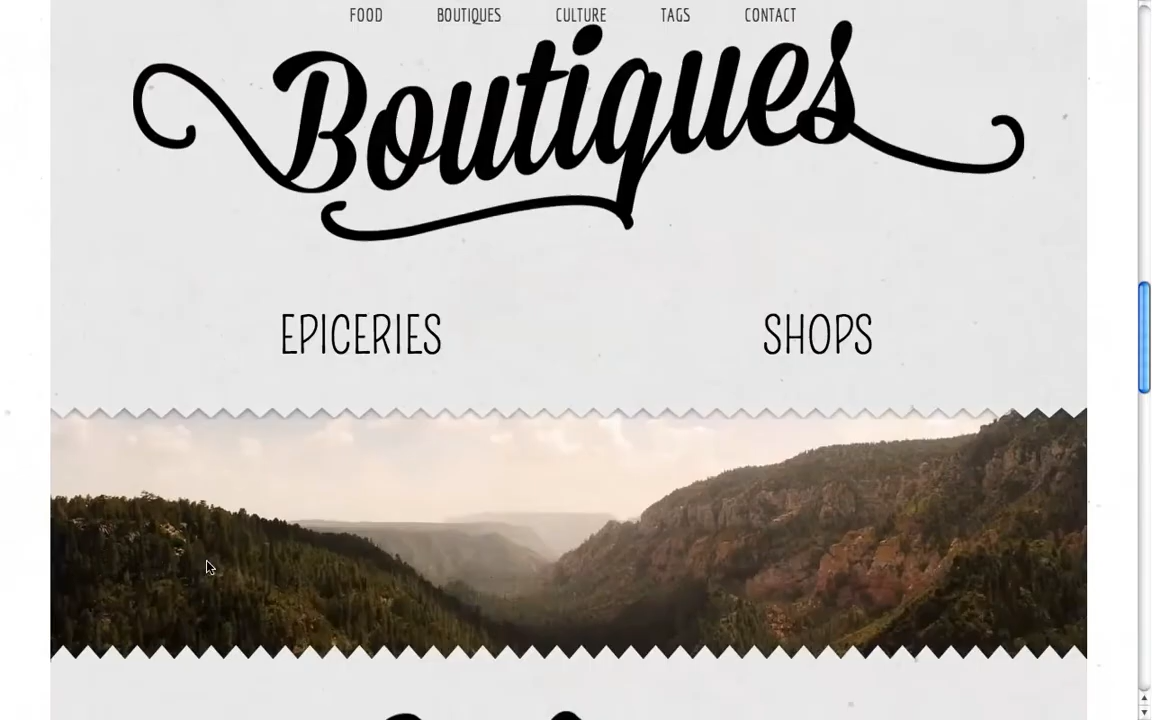 FOOD BOUTIQUES CULTURE TAGS CONTACT
Boutiques
EPICERIES SHOPS